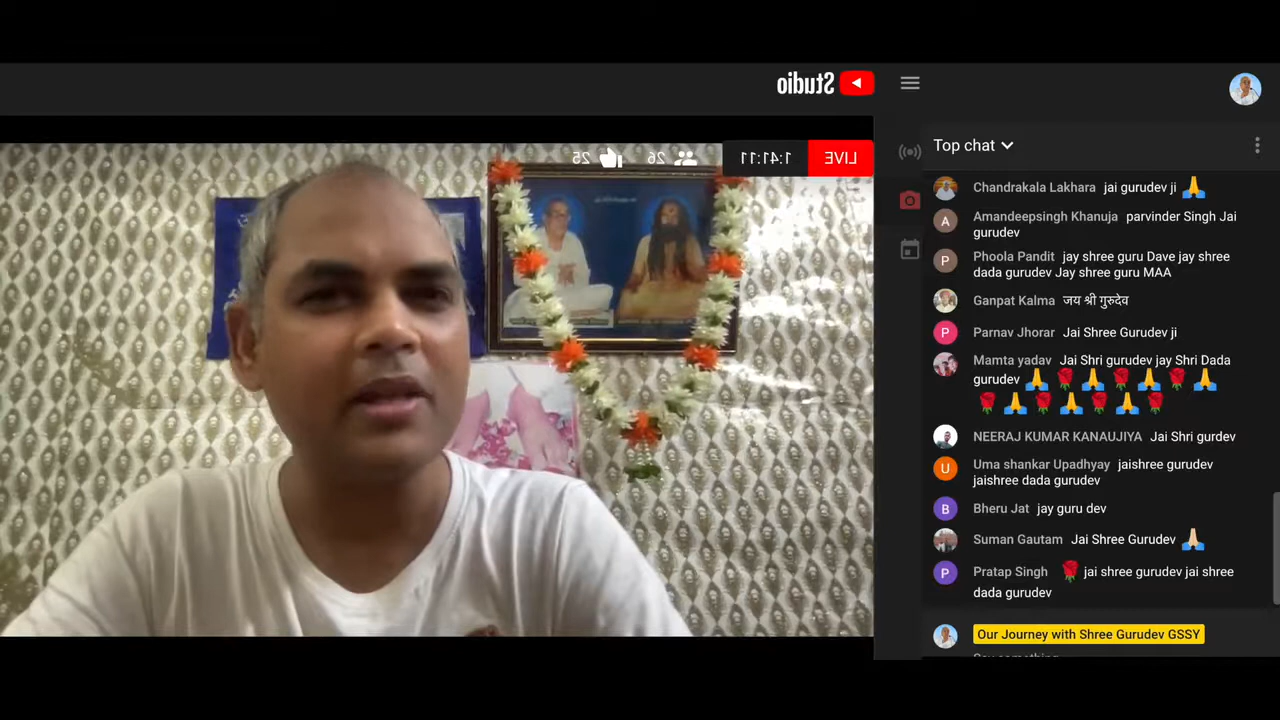 Studio
LIVE 1:41:11 26 25
Top chat
Chandrakala Lakhara jai gurudev ji 🙏
Amandeepsingh Khanuja parvinder Singh Jai
gurudev
Phoola Pandit jay shree guru Dave jay shree
dada gurudev Jay shree guru MAA
Ganpat Kalma जय श्री गुरुदेव
Parnav Jhorar Jai Shree Gurudev ji
Mamta yadav Jai Shri gurudev jay Shri Dada
gurudev 🙏🌹🙏🌹🙏🌹🙏
🌹🙏🌹🙏🌹🙏🌹
NEERAJ KUMAR KANAUJIYA Jai Shri gurdev
Uma shankar Upadhyay jaishree gurudev
jaishree dada gurudev
Bheru Jat jay guru dev
Suman Gautam Jai Shree Gurudev 🙏🏻
Pratap Singh 🌹 jai shree gurudev jai shree
dada gurudev
Our Journey with Shree Gurudev GSSY
A
P
P
U
B
P